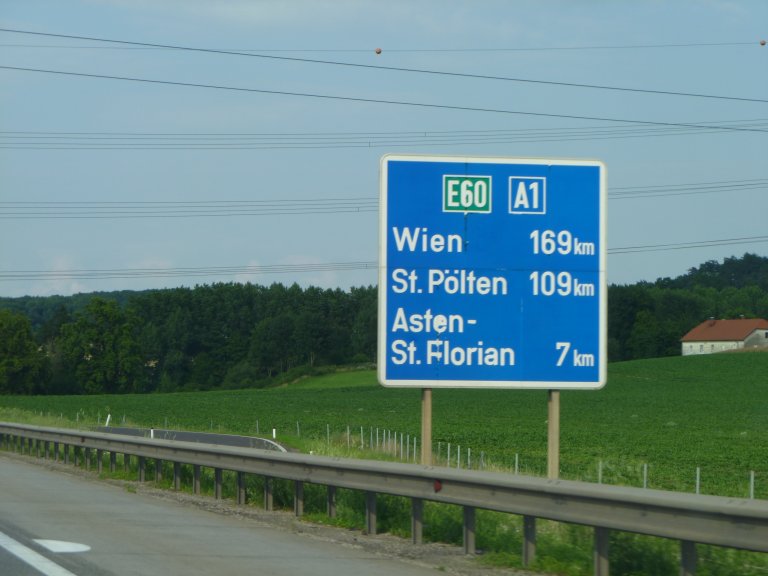 E60 A1
Wien 169km
St. Pölten 109km
Asten-
St. Florian 7km